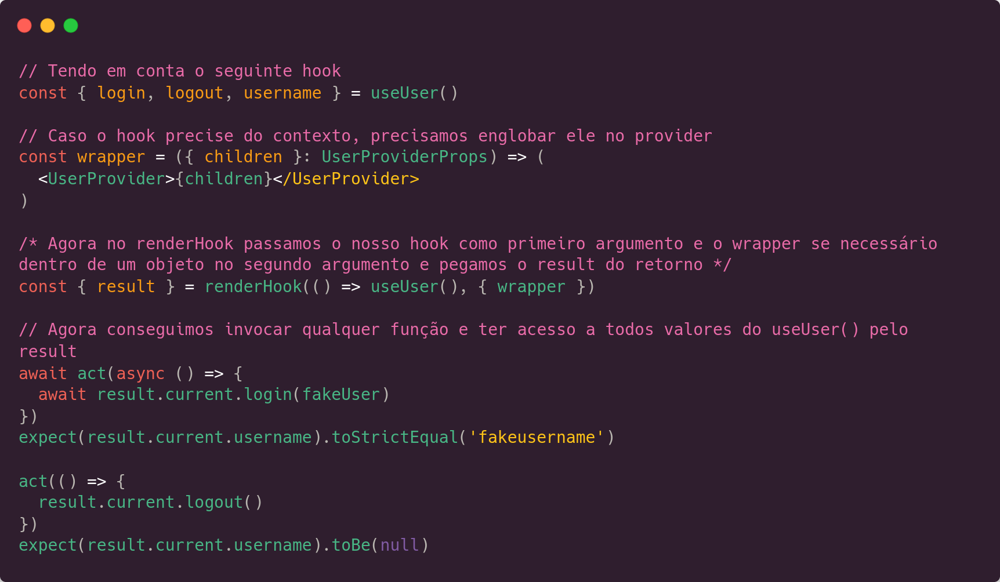 // Tendo em conta o seguinte hook
const { login, logout, username } = useUser()

// Caso o hook precise do contexto, precisamos englobar ele no provider
const wrapper = ({ children }: UserProviderProps) => (
  <UserProvider>{children}</UserProvider>
)

/* Agora no renderHook passamos o nosso hook como primeiro argumento e o wrapper se necessário
dentro de um objeto no segundo argumento e pegamos o result do retorno */
const { result } = renderHook(() => useUser(), { wrapper })

// Agora conseguimos invocar qualquer função e ter acesso a todos valores do useUser() pelo
result
await act(async () => {
  await result.current.login(fakeUser)
})
expect(result.current.username).toStrictEqual('fakeusername')

act(() => {
  result.current.logout()
})
expect(result.current.username).toBe(null)